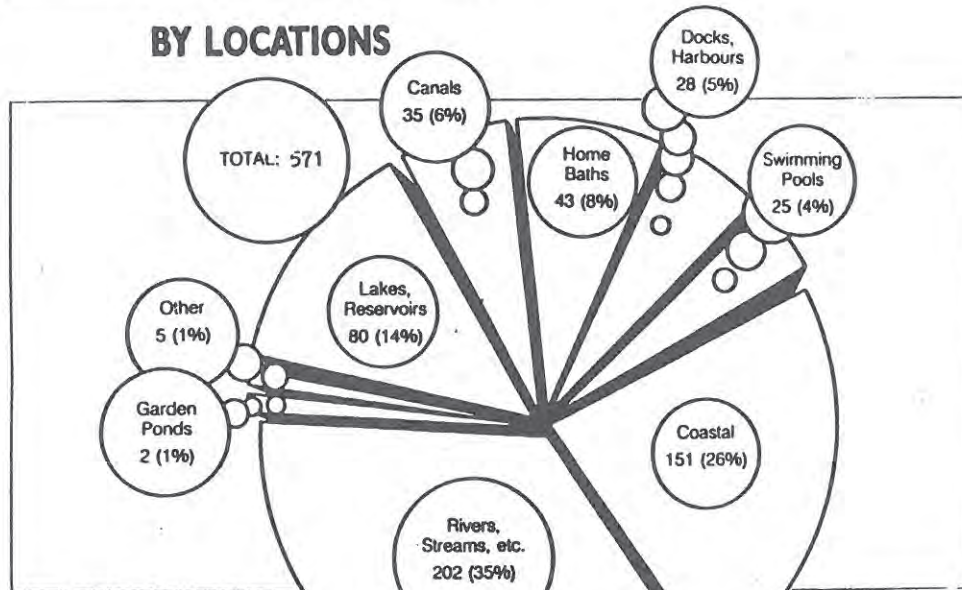 BY LOCATIONS
TOTAL: 571
Canals
35 (6%)
Home
Baths
43 (8%)
Docks,
Harbours
28 (5%)
Swimming
Pools
25 (4%)
Lakes,
Reservoirs
80 (14%)
Other
5 (1%)
Garden
Ponds
2 (1%)
Coastal
151 (26%)
Rivers,
Streams, etc.
202 (35%)